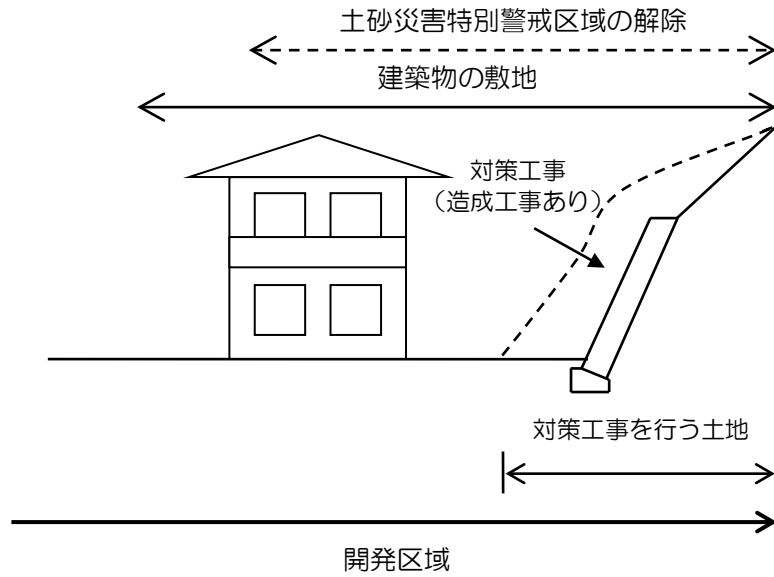 土砂災害特別警戒区域の解除
建築物の敷地
対策工事
（造成工事あり）
対策工事を行う土地
開発区域